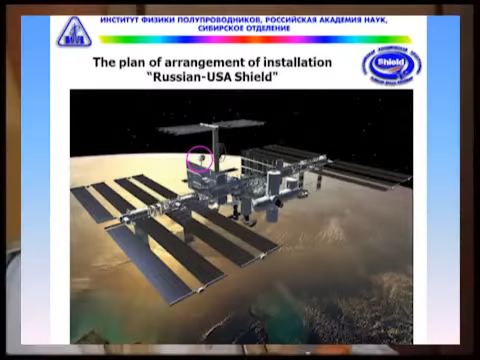 ИНСТИТУТ ФИЗИКИ ПОЛУПРОВОДНИКОВ, РОССИЙСКАЯ АКАДЕМИЯ НАУК,
СИБИРСКОЕ ОТДЕЛЕНИЕ
The plan of arrangement of installation
“Russian-USA Shield"
Shield